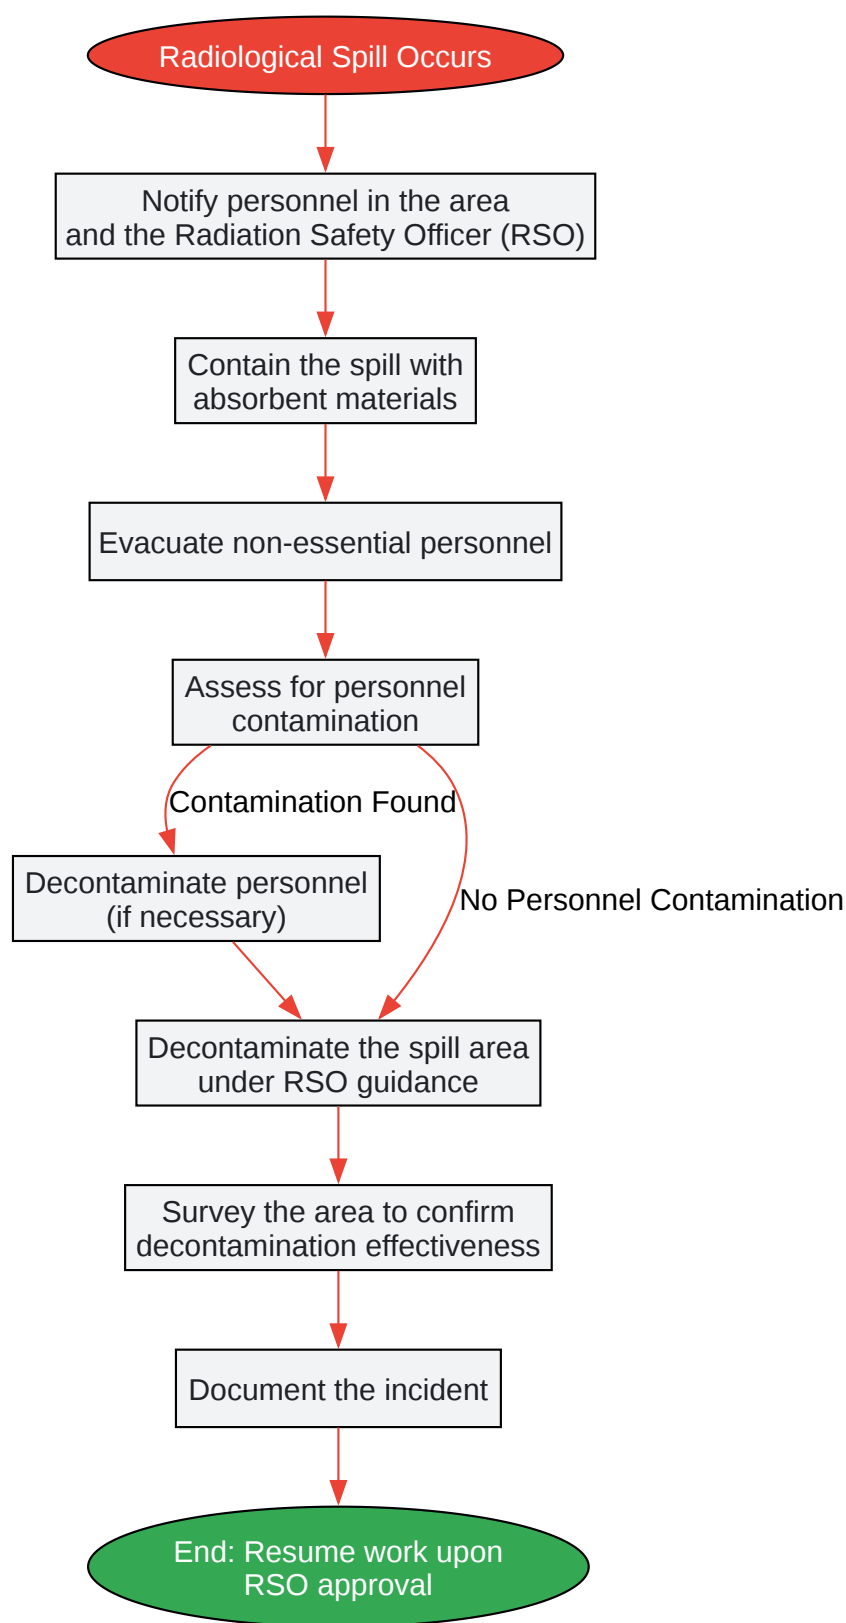 Radiological Spill Occurs
Notify personnel in the area
and the Radiation Safety Officer (RSO)
Contain the spill with
absorbent materials
Evacuate non-essential personnel
Assess for personnel
contamination
Contamination Found
Decontaminate personnel
(if necessary)
No Personnel Contamination
Decontaminate the spill area
under RSO guidance
Survey the area to confirm
decontamination effectiveness
Document the incident
End: Resume work upon
RSO approval